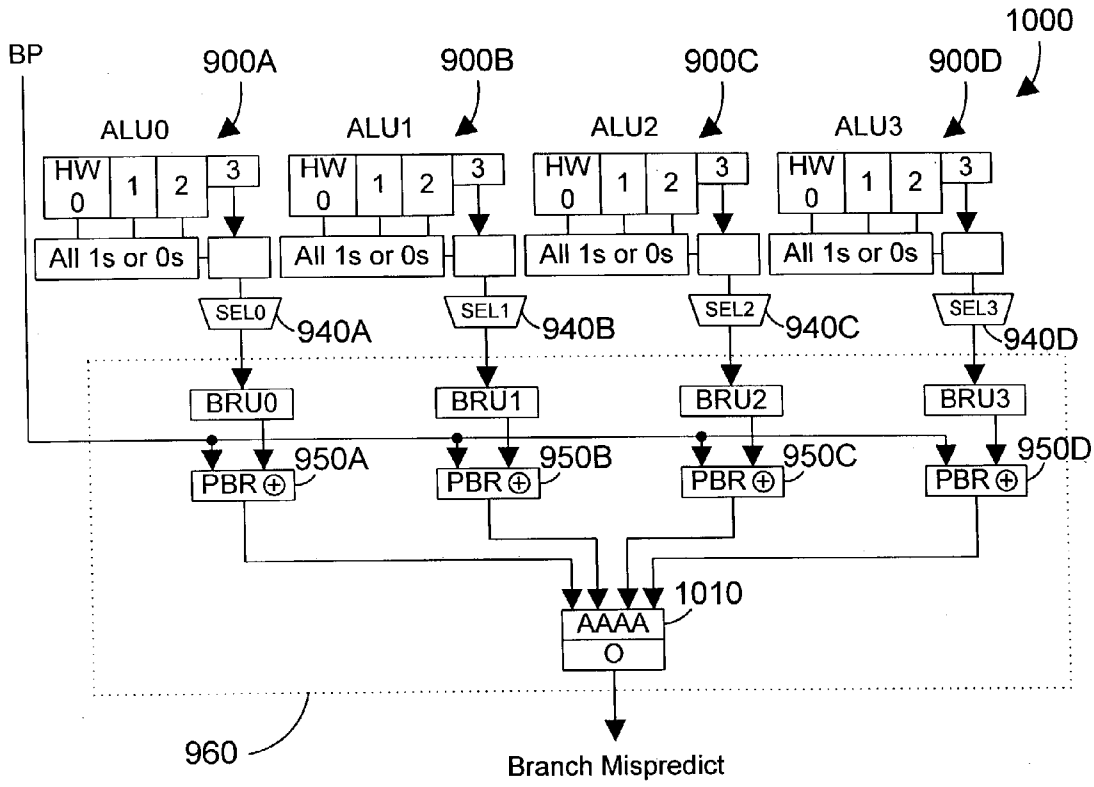 1000
BP
900A 900B 900C 900D
ALU0 ALU1 ALU2 ALU3
HW 0 1 2 3 HW 0 1 2 3 HW 0 1 2 3 HW 0 1 2 3
All 1s or 0s All 1s or 0s All 1s or 0s All 1s or 0s
SEL0 SEL1 SEL2 SEL3
940A 940B 940C 940D
BRU0 BRU1 BRU2 BRU3
950A 950B 950C 950D
PBR ⊕ PBR ⊕ PBR ⊕ PBR ⊕
1010
AAAA
O
960
Branch Mispredict